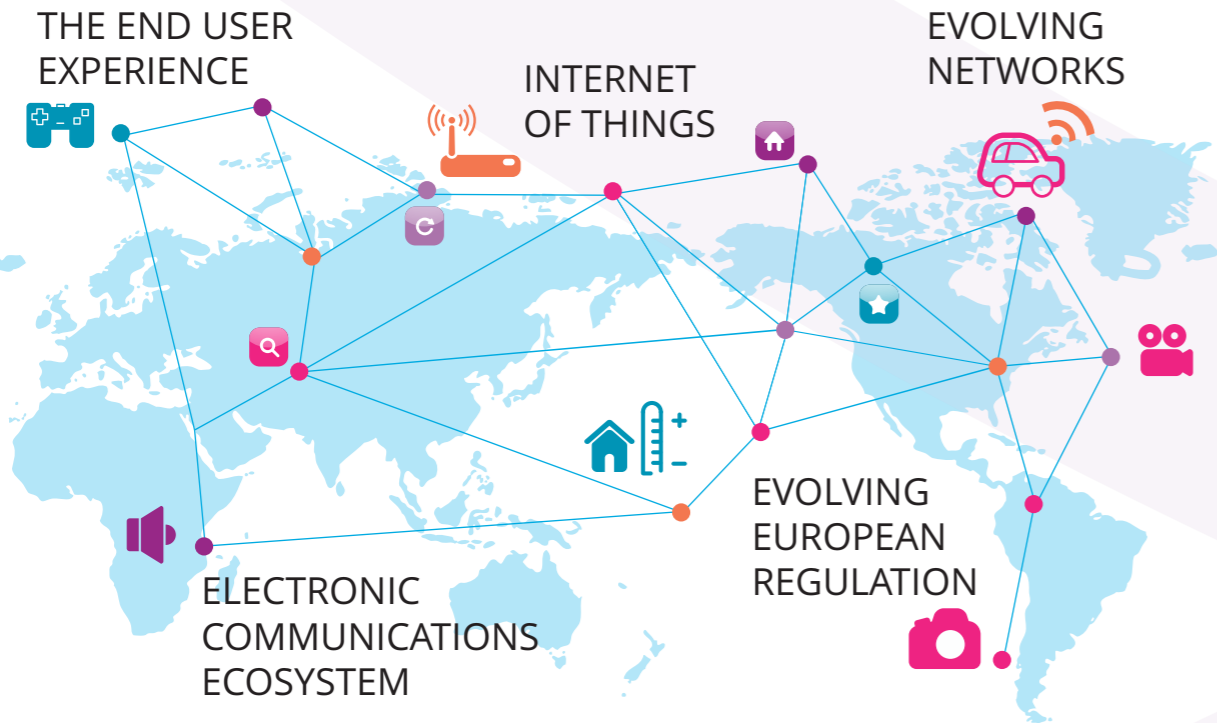 THE END USER
EXPERIENCE
INTERNET
OF THINGS
EVOLVING
NETWORKS
EVOLVING
EUROPEAN
REGULATION
ELECTRONIC
COMMUNICATIONS
ECOSYSTEM